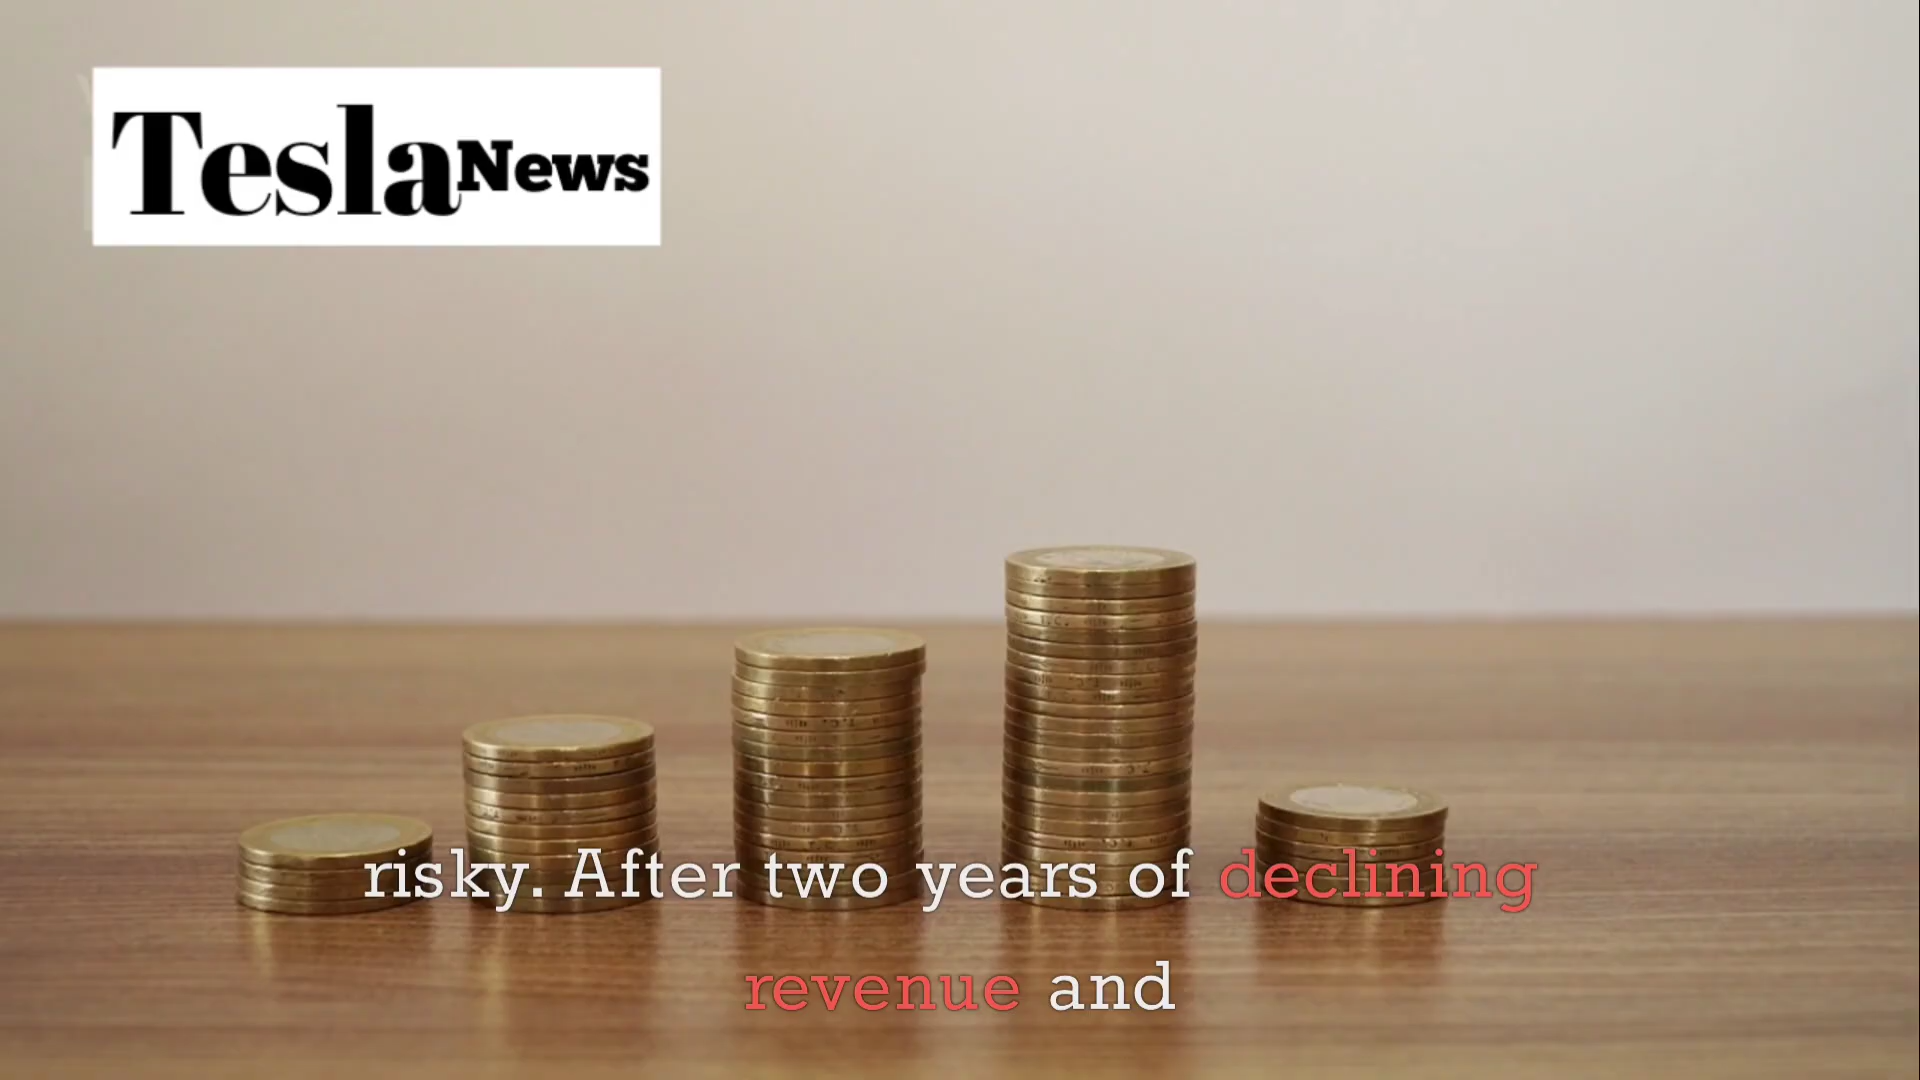 Tesla News
risky. After two years of declining
revenue and